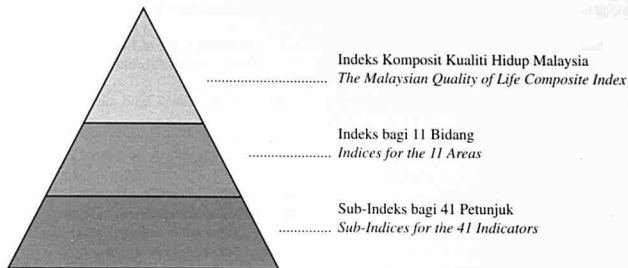 Indeks Komposit Kualiti Hidup Malaysia
The Malaysian Quality of Life Composite Index
Indeks bagi 11 Bidang
Indices for the 11 Areas
Sub-Indeks bagi 41 Petunjuk
Sub-Indices for the 41 Indicators